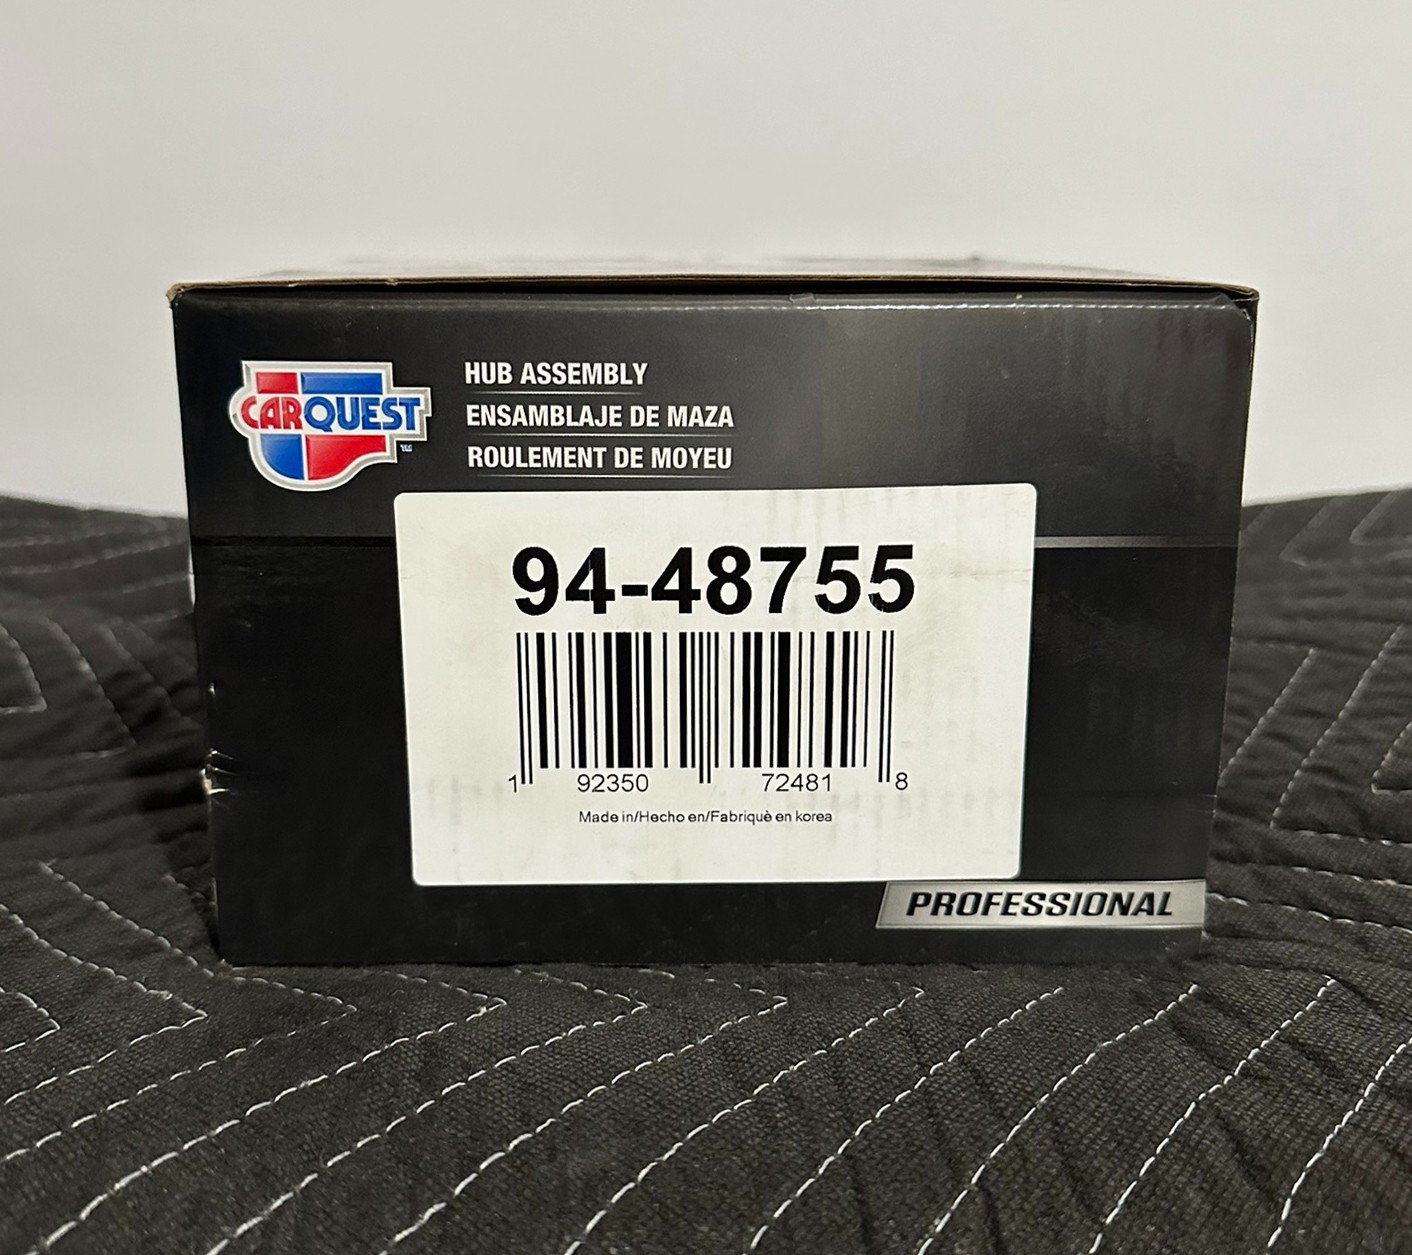 CARQUEST™
HUB ASSEMBLY
ENSAMBLAJE DE MAZA
ROULEMENT DE MOYEU
94-48755
1 92350 72481 8
Made in/Hecho en/Fabriquè en korea
PROFESSIONAL